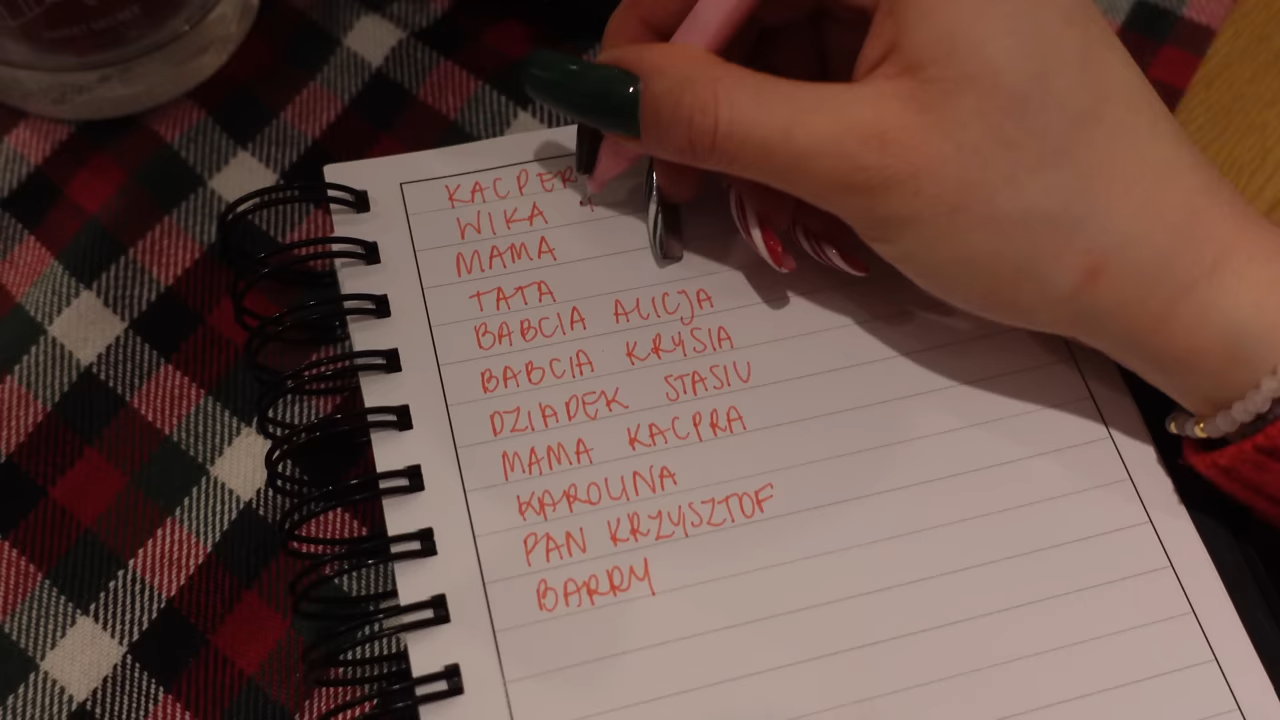 KACPER
WIKA
MAMA
TATA
BABCIA ALICJA
BABCIA KRYSIA
DZIADEK STASIU
MAMA KACPRA
KAROLINA
PAN KRZYSZTOF
BARRY